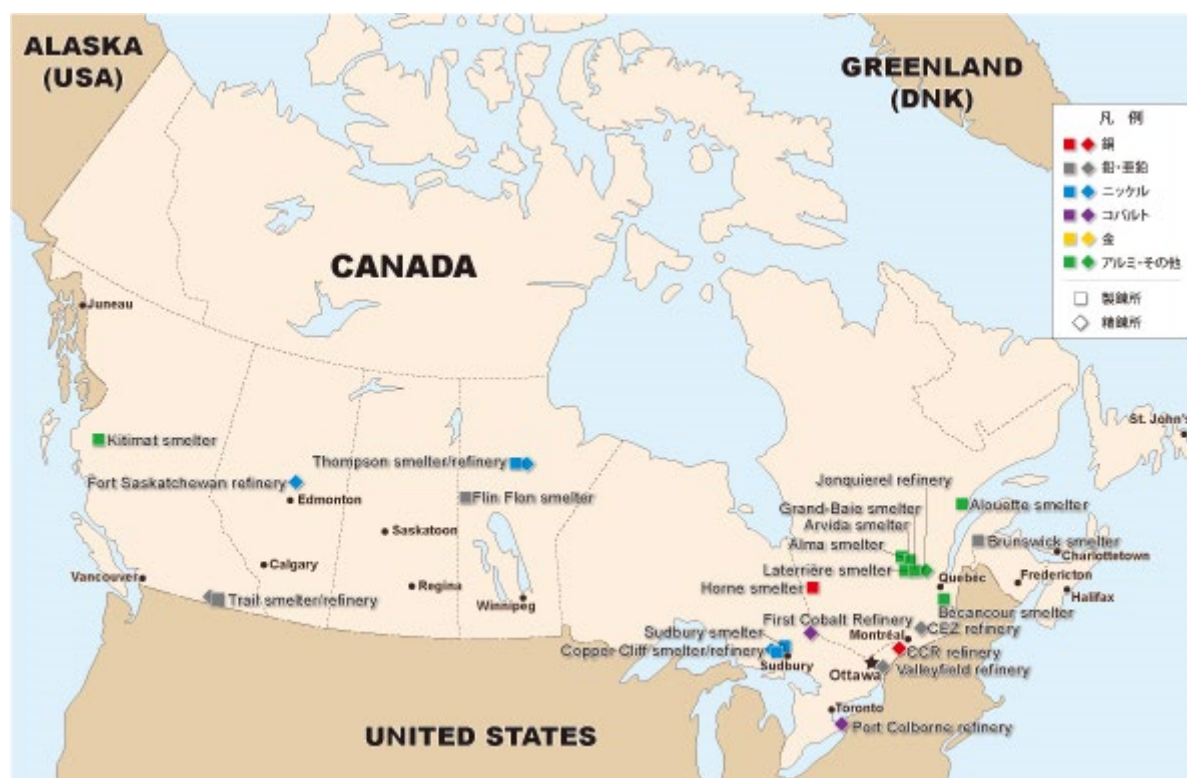 ALASKA
(USA)
GREENLAND
(DNK)
凡 例
銅
鉛・亜鉛
ニッケル
コバルト
金
アルミ・その他
製錬所
精錬所
CANADA
Juneau
St. John's
Kitimat smelter
Thompson smelter/refinery
Fort Saskatchewan refinery
Edmonton
Flin Flon smelter
Saskatoon
Calgary
Vancouver
Regina
Trail smelter/refinery
Winnipeg
Jonquierel refinery
Grand-Baie smelter
Arvida smelter
Alma smelter
Laterrière smelter
Alouette smelter
Brunswick smelter
Charlottetown
Québec
Fredericton
Halifax
Horne smelter
Bécancour smelter
First Cobalt Refinery
CEZ refinery
Montréal
Sudbury smelter
Copper Cliff smelter/refinery
Sudbury
CCR refinery
Ottawa
Valleyfield refinery
Toronto
Port Colborne refinery
UNITED STATES